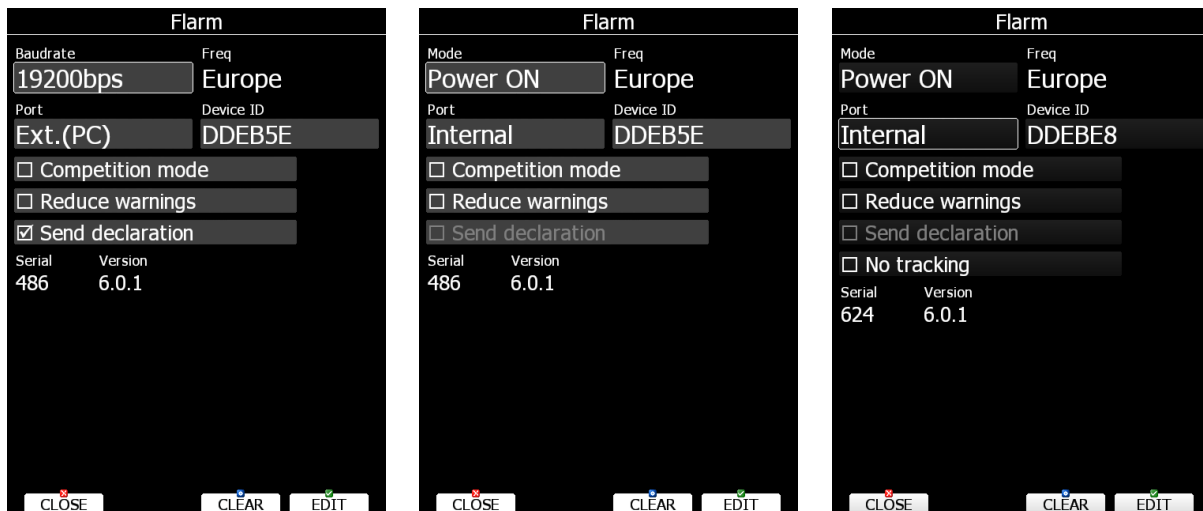 Flarm
Baudrate Freq
19200bps Europe
Port Device ID
Ext.(PC) DDEB5E
Competition mode
Reduce warnings
Send declaration
Serial Version
486 6.0.1
CLOSE CLEAR EDIT
Flarm
Mode Freq
Power ON Europe
Port Device ID
Internal DDEB5E
Competition mode
Reduce warnings
Send declaration
Serial Version
486 6.0.1
CLOSE CLEAR EDIT
Flarm
Mode Freq
Power ON Europe
Port Device ID
Internal DDEBE8
Competition mode
Reduce warnings
Send declaration
No tracking
Serial Version
624 6.0.1
CLOSE CLEAR EDIT